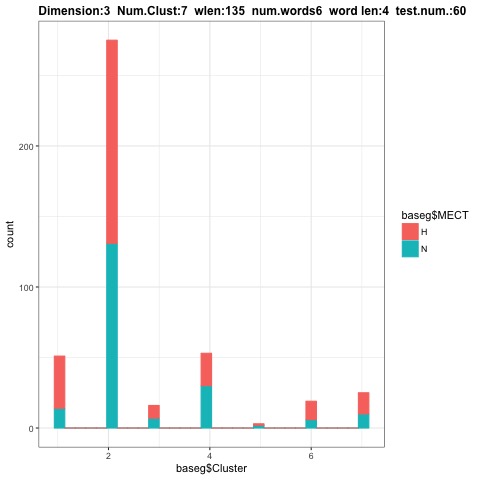 Dimension:3  Num.Clust:7  wlen:135  num.words6  word len:4  test.num.:60
count
200
100
0
2
4
6
baseg$Cluster
baseg$MECT
H
N